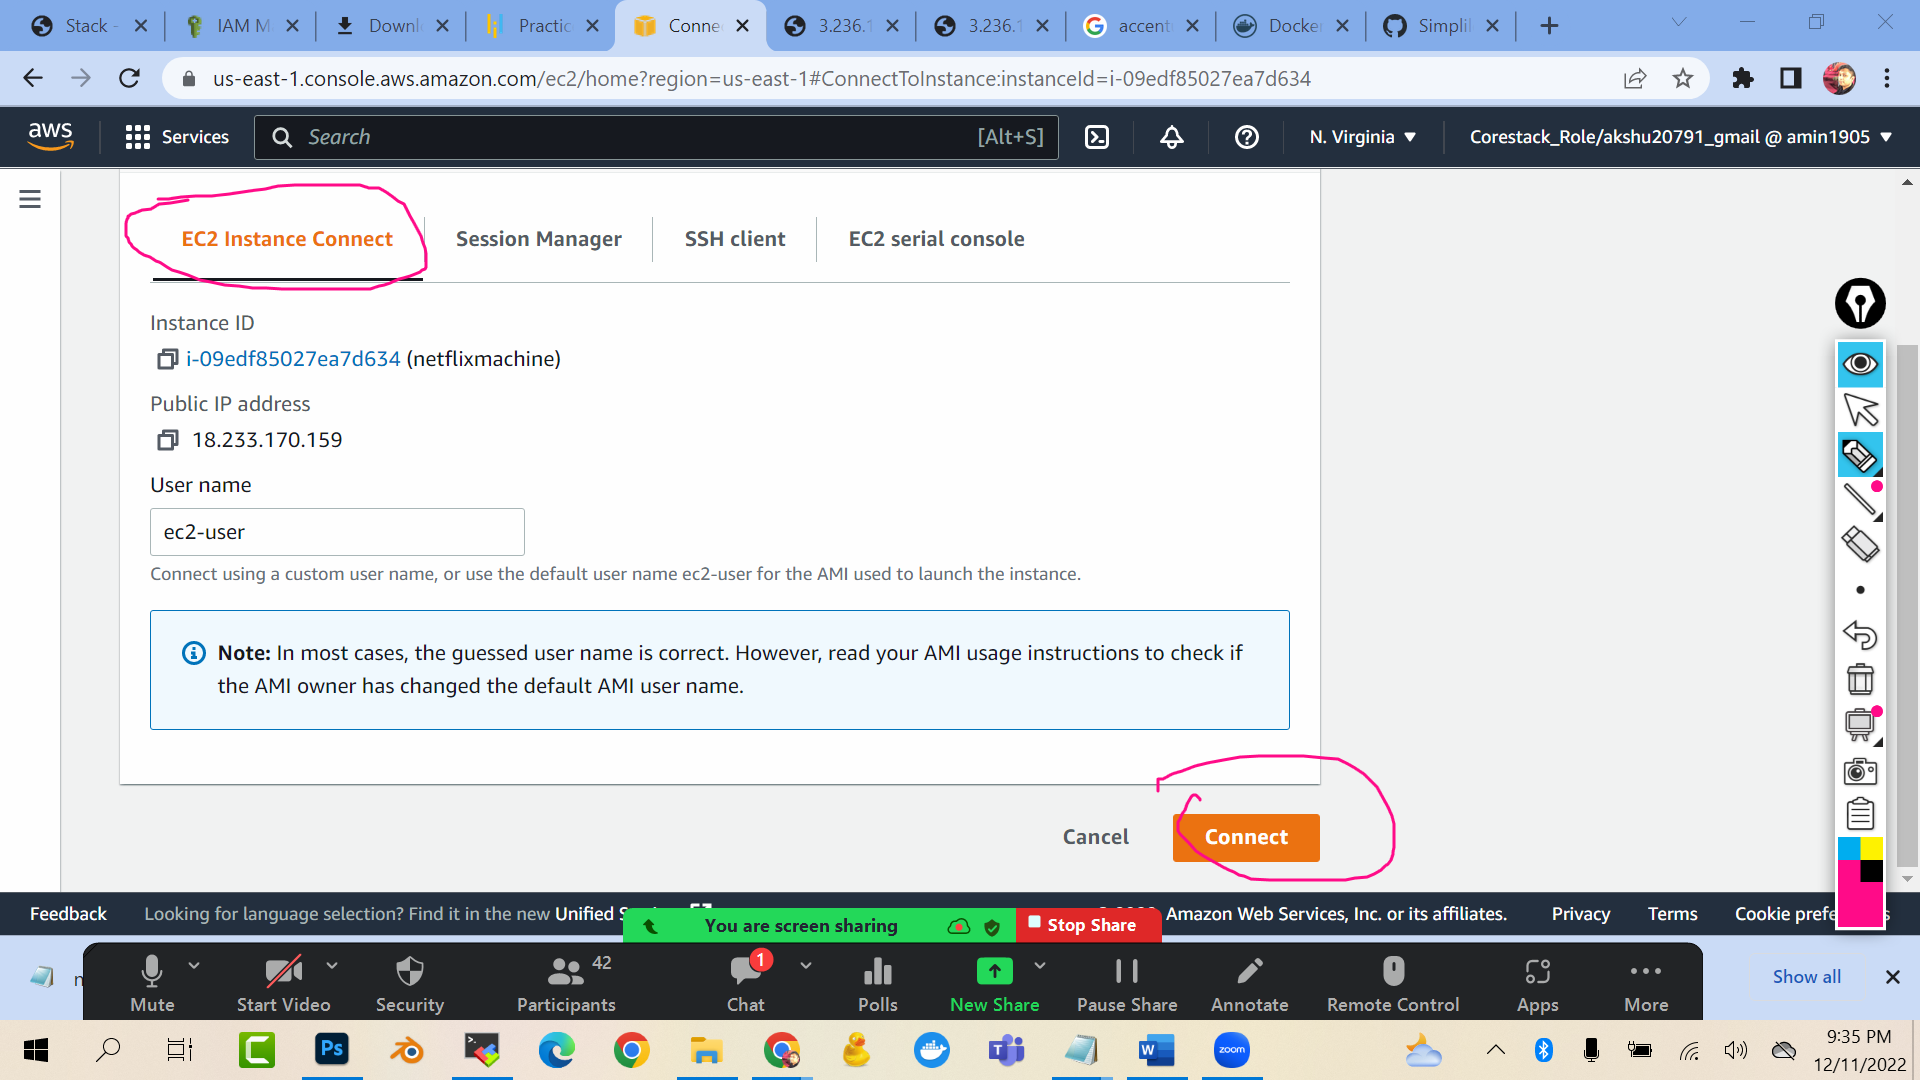 Stack -
IAM M
Downl
Practic
Connec
3.236.1
3.236.1
accent
Docker
Simplil
us-east-1.console.aws.amazon.com/ec2/home?region=us-east-1#ConnectToInstance:instanceId=i-09edf85027ea7d634
aws
Services
Search
[Alt+S]
N. Virginia
Corestack_Role/akshu20791_gmail @ amin1905
EC2 Instance Connect
Session Manager
SSH client
EC2 serial console
Instance ID
i-09edf85027ea7d634 (netflixmachine)
Public IP address
18.233.170.159
User name
ec2-user
Connect using a custom user name, or use the default user name ec2-user for the AMI used to launch the instance.
Note: In most cases, the guessed user name is correct. However, read your AMI usage instructions to check if
the AMI owner has changed the default AMI user name.
Cancel
Connect
Feedback
Looking for language selection? Find it in the new Unified S
Amazon Web Services, Inc. or its affiliates.
Privacy
Terms
Cookie prefe
s
You are screen sharing
Stop Share
n
Mute
Start Video
Security
Participants
42
Chat
1
Polls
New Share
Pause Share
Annotate
Remote Control
Apps
More
Show all
Ps
W
zoom
9:35 PM
12/11/2022